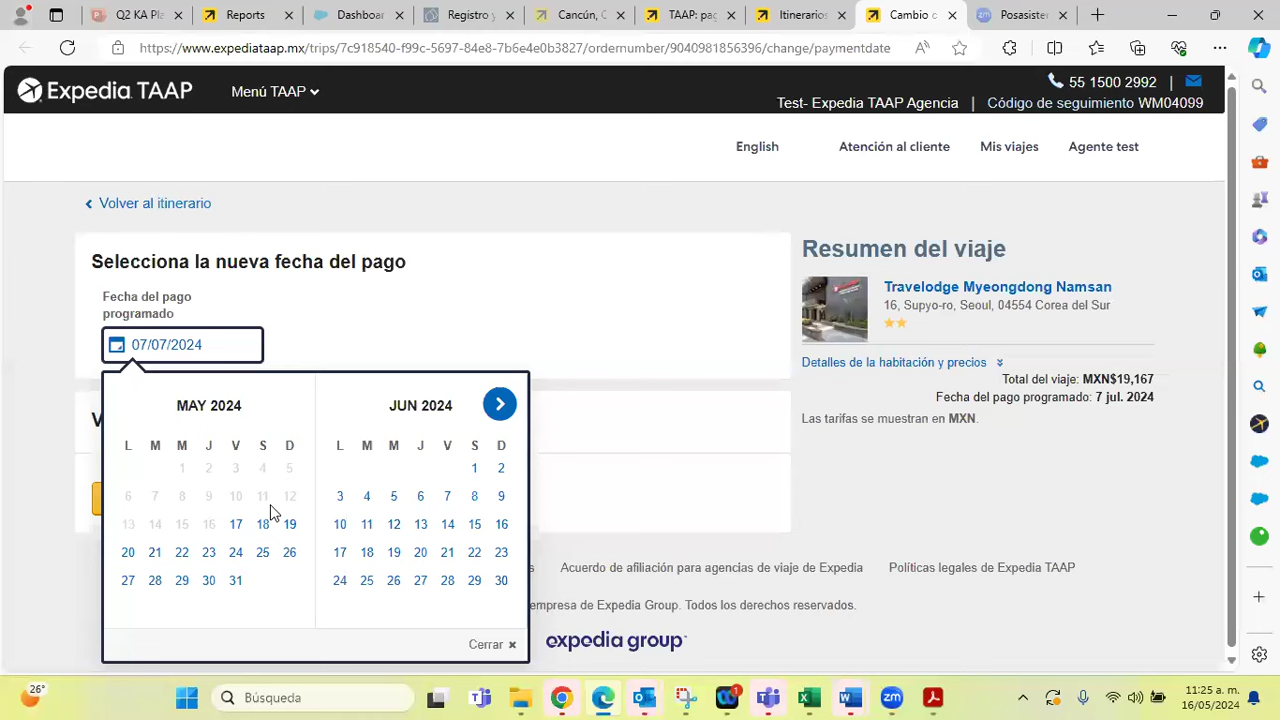 Q2 KA Pla
Reports
Dashboar
Registro y
Cancún, C
TAAP: pag
Itinerarios
Cambio c
Posasisten
https://www.expediataap.mx/trips/7c918540-f99c-5697-84e8-7b6e4e02c527/ordernumber/9040981856396/change/paymentdate
Expedia TAAP
Menú TAAP
55 1500 2992 |
Test- Expedia TAAP Agencia | Código de seguimiento WM04099
English Atención al cliente Mis viajes Agente test
Volver al itinerario
Selecciona la nueva fecha del pago
Fecha del pago
programado
07/07/2024
MAY 2024
L M M J V S D
1 2 3 4 5
6 7 8 9 10 11 12
13 14 15 16 17 18 19
20 21 22 23 24 25 26
27 28 29 30 31
JUN 2024
L M M J V S D
1 2
3 4 5 6 7 8 9
10 11 12 13 14 15 16
17 18 19 20 21 22 23
24 25 26 27 28 29 30
Cerrar ×
Resumen del viaje
Travelodge Myeongdong Namsan
16, Supyo-ro, Seoul, 04554 Corea del Sur
Detalles de la habitación y precios
Total del viaje: MXN$19,167
Fecha del pago programado: 7 jul. 2024
Las tarifas se muestran en MXN.
Acuerdo de afiliación para agencias de viaje de Expedia Políticas legales de Expedia TAAP
empresa de Expedia Group. Todos los derechos reservados.
expedia group
26°
Búsqueda
1
11:25 a. m.
16/05/2024